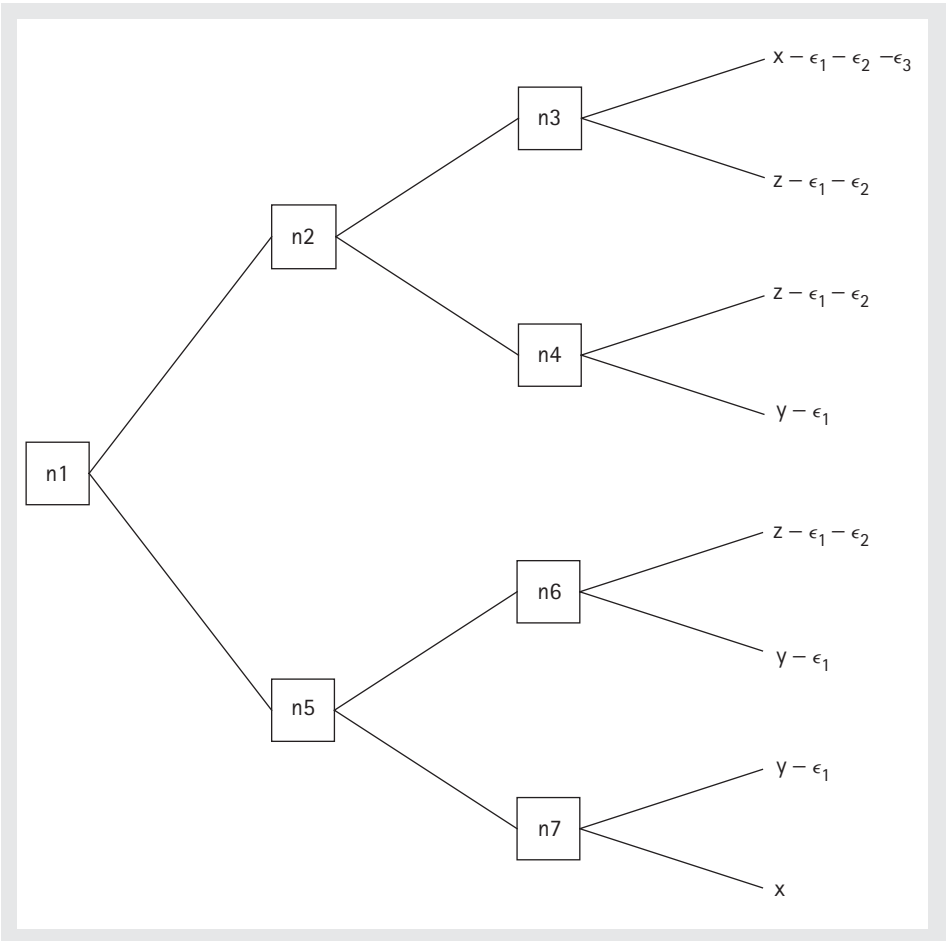 x – ϵ₁ – ϵ₂ –ϵ₃
n3
z – ϵ₁ – ϵ₂
n2
z – ϵ₁ – ϵ₂
n4
y – ϵ₁
n1
z – ϵ₁ – ϵ₂
n6
y – ϵ₁
n5
y – ϵ₁
n7
x